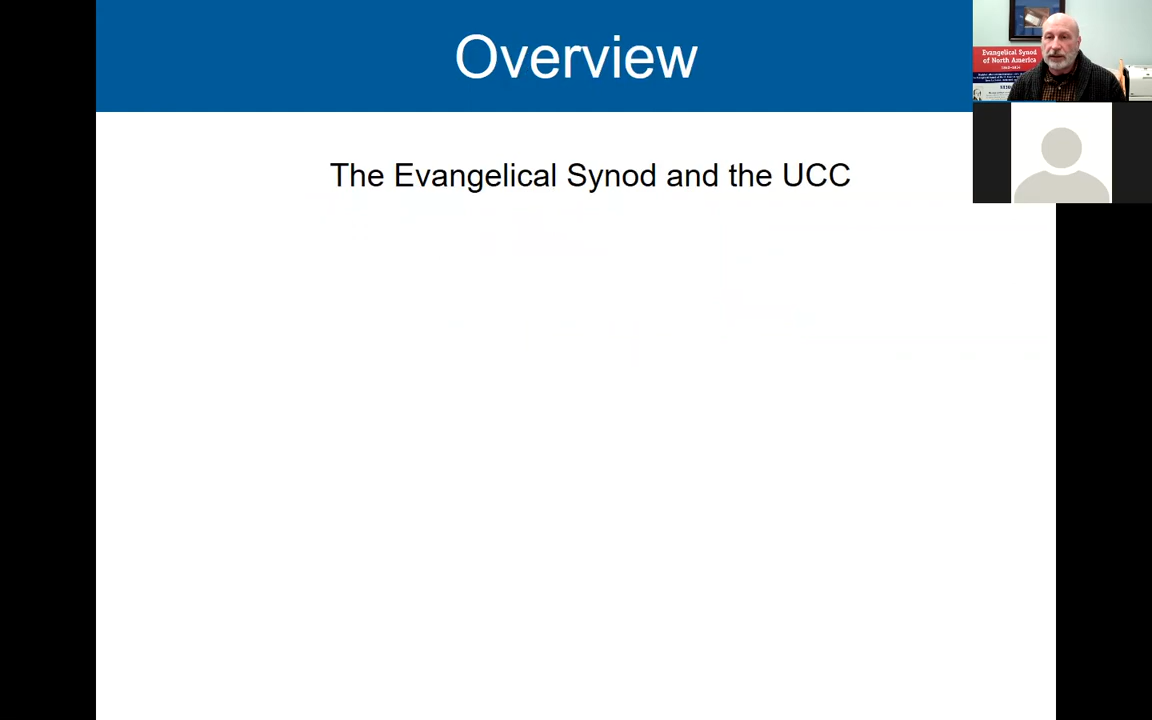 Overview
The Evangelical Synod and the UCC
Evangelical Synod
of North America